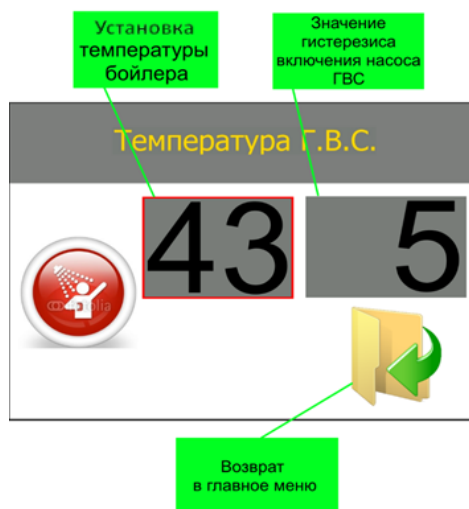 Установка
температуры
бойлера
Значение
гистерезиса
включения насоса
ГВС
Температура Г.В.С.
43
5
Возврат
в главное меню